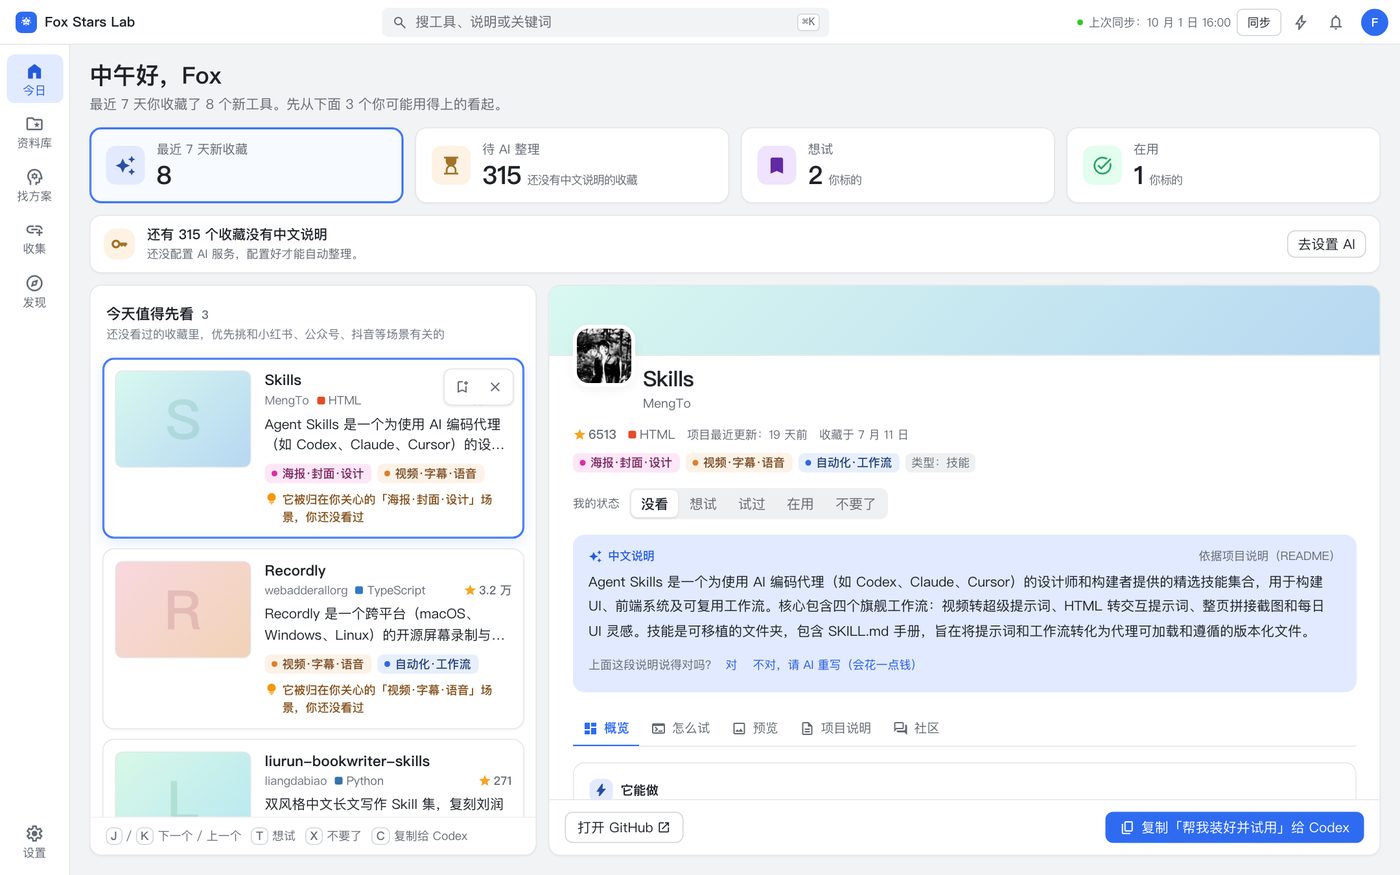 Fox Stars Lab
搜工具、说明或关键词
⌘K
上次同步：10 月 1 日 16:00
同步
F
今日
资料库
找方案
收集
发现
设置
中午好，Fox
最近 7 天你收藏了 8 个新工具。先从下面 3 个你可能用得上的看起。
最近 7 天新收藏
8
待 AI 整理
315 还没有中文说明的收藏
想试
2 你标的
在用
1 你标的
还有 315 个收藏没有中文说明
还没配置 AI 服务，配置好才能自动整理。
去设置 AI
今天值得先看 3
还没看过的收藏里，优先挑和小红书、公众号、抖音等场景有关的
S
Skills
MengTo HTML
Agent Skills 是一个为使用 AI 编码代理
（如 Codex、Claude、Cursor）的设…
海报·封面·设计 视频·字幕·语音
它被归在你关心的「海报·封面·设计」场
景，你还没看过
R
Recordly
webadderallorg TypeScript 3.2 万
Recordly 是一个跨平台（macOS、
Windows、Linux）的开源屏幕录制与…
视频·字幕·语音 自动化·工作流
它被归在你关心的「视频·字幕·语音」场
景，你还没看过
L
liurun-bookwriter-skills
liangdabiao Python 271
双风格中文长文写作 Skill 集，复刻刘润
J / K 下一个 / 上一个 T 想试 X 不要了 C 复制给 Codex
Skills
MengTo
6513 HTML 项目最近更新：19 天前 收藏于 7 月 11 日
海报·封面·设计 视频·字幕·语音 自动化·工作流 类型：技能
我的状态 没看 想试 试过 在用 不要了
中文说明 依据项目说明（README）
Agent Skills 是一个为使用 AI 编码代理（如 Codex、Claude、Cursor）的设计师和构建者提供的精选技能集合，用于构建
UI、前端系统及可复用工作流。核心包含四个旗舰工作流：视频转超级提示词、HTML 转交互提示词、整页拼接截图和每日
UI 灵感。技能是可移植的文件夹，包含 SKILL.md 手册，旨在将提示词和工作流转化为代理可加载和遵循的版本化文件。
上面这段说明说得对吗？ 对 不对，请 AI 重写（会花一点钱）
概览 怎么试 预览 项目说明 社区
它能做
打开 GitHub
复制「帮我装好并试用」给 Codex